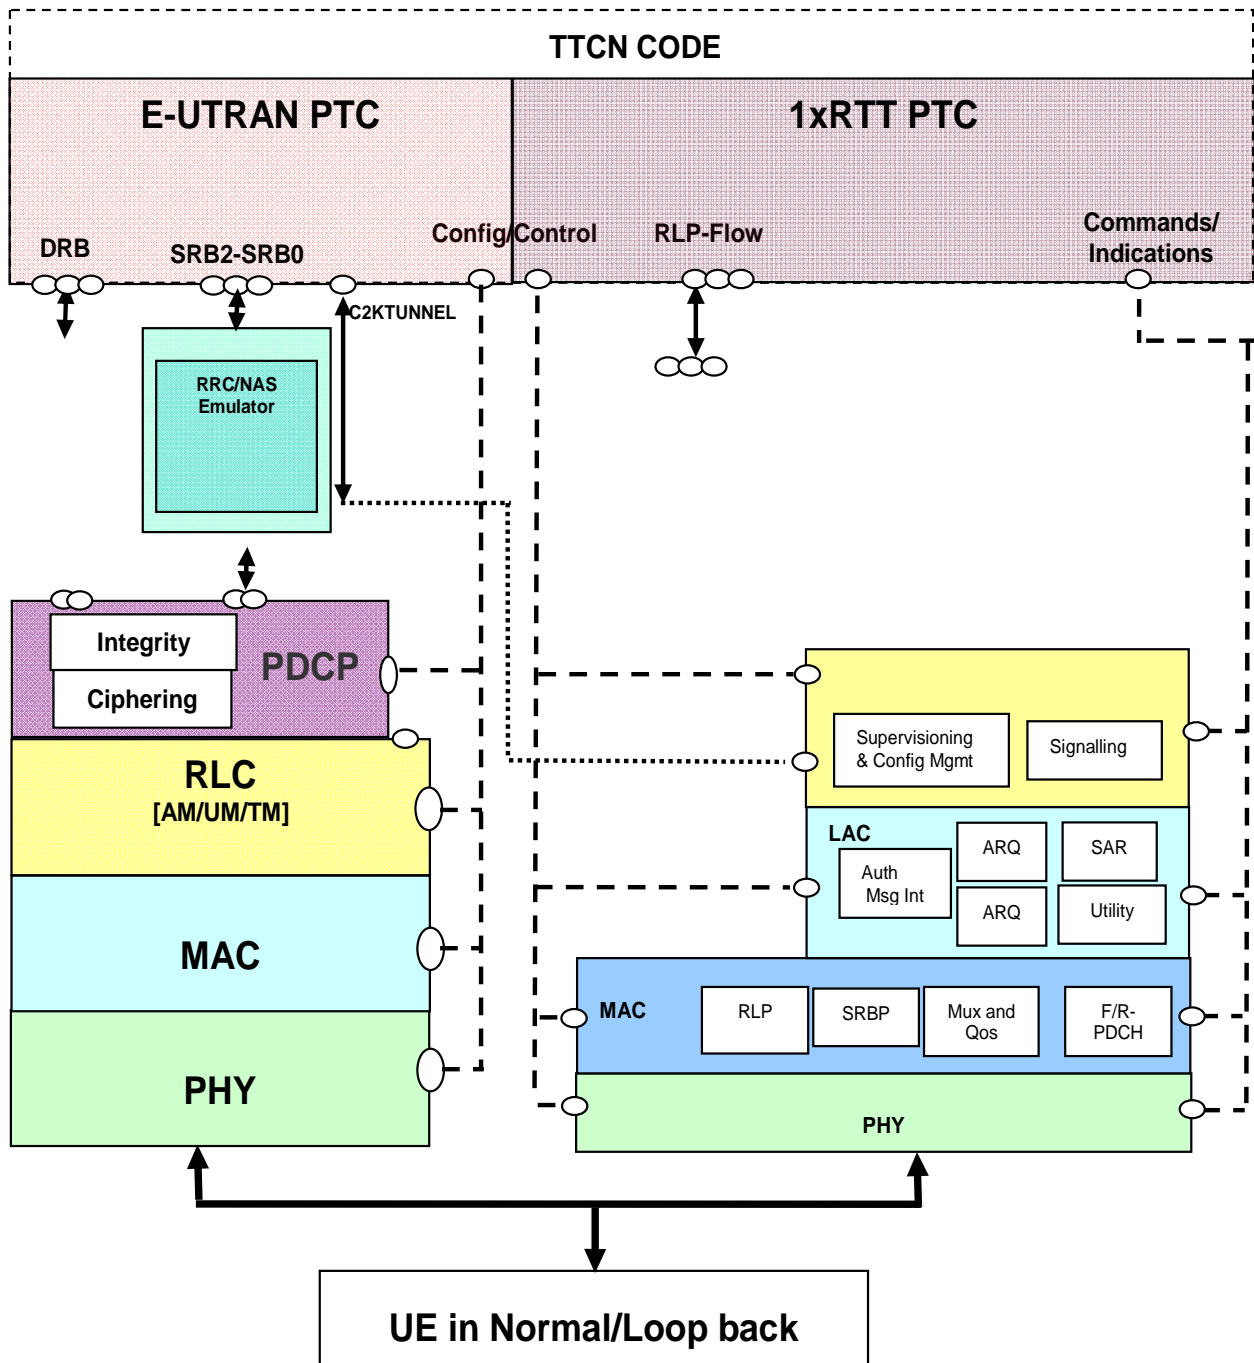 TTCN CODE
E-UTRAN PTC
1xRTT PTC
DRB
SRB2-SRB0
Config/Control
RLP-Flow
Commands/
Indications
C2KTUNNEL
RRC/NAS
Emulator
Integrity
PDCP
Ciphering
RLC
[AM/UM/TM]
MAC
PHY
Supervisioning
& Config Mgmt
Signalling
LAC
Auth
Msg Int
ARQ
SAR
ARQ
Utility
MAC
RLP
SRBP
Mux and
Qos
F/R-
PDCH
PHY
UE in Normal/Loop back